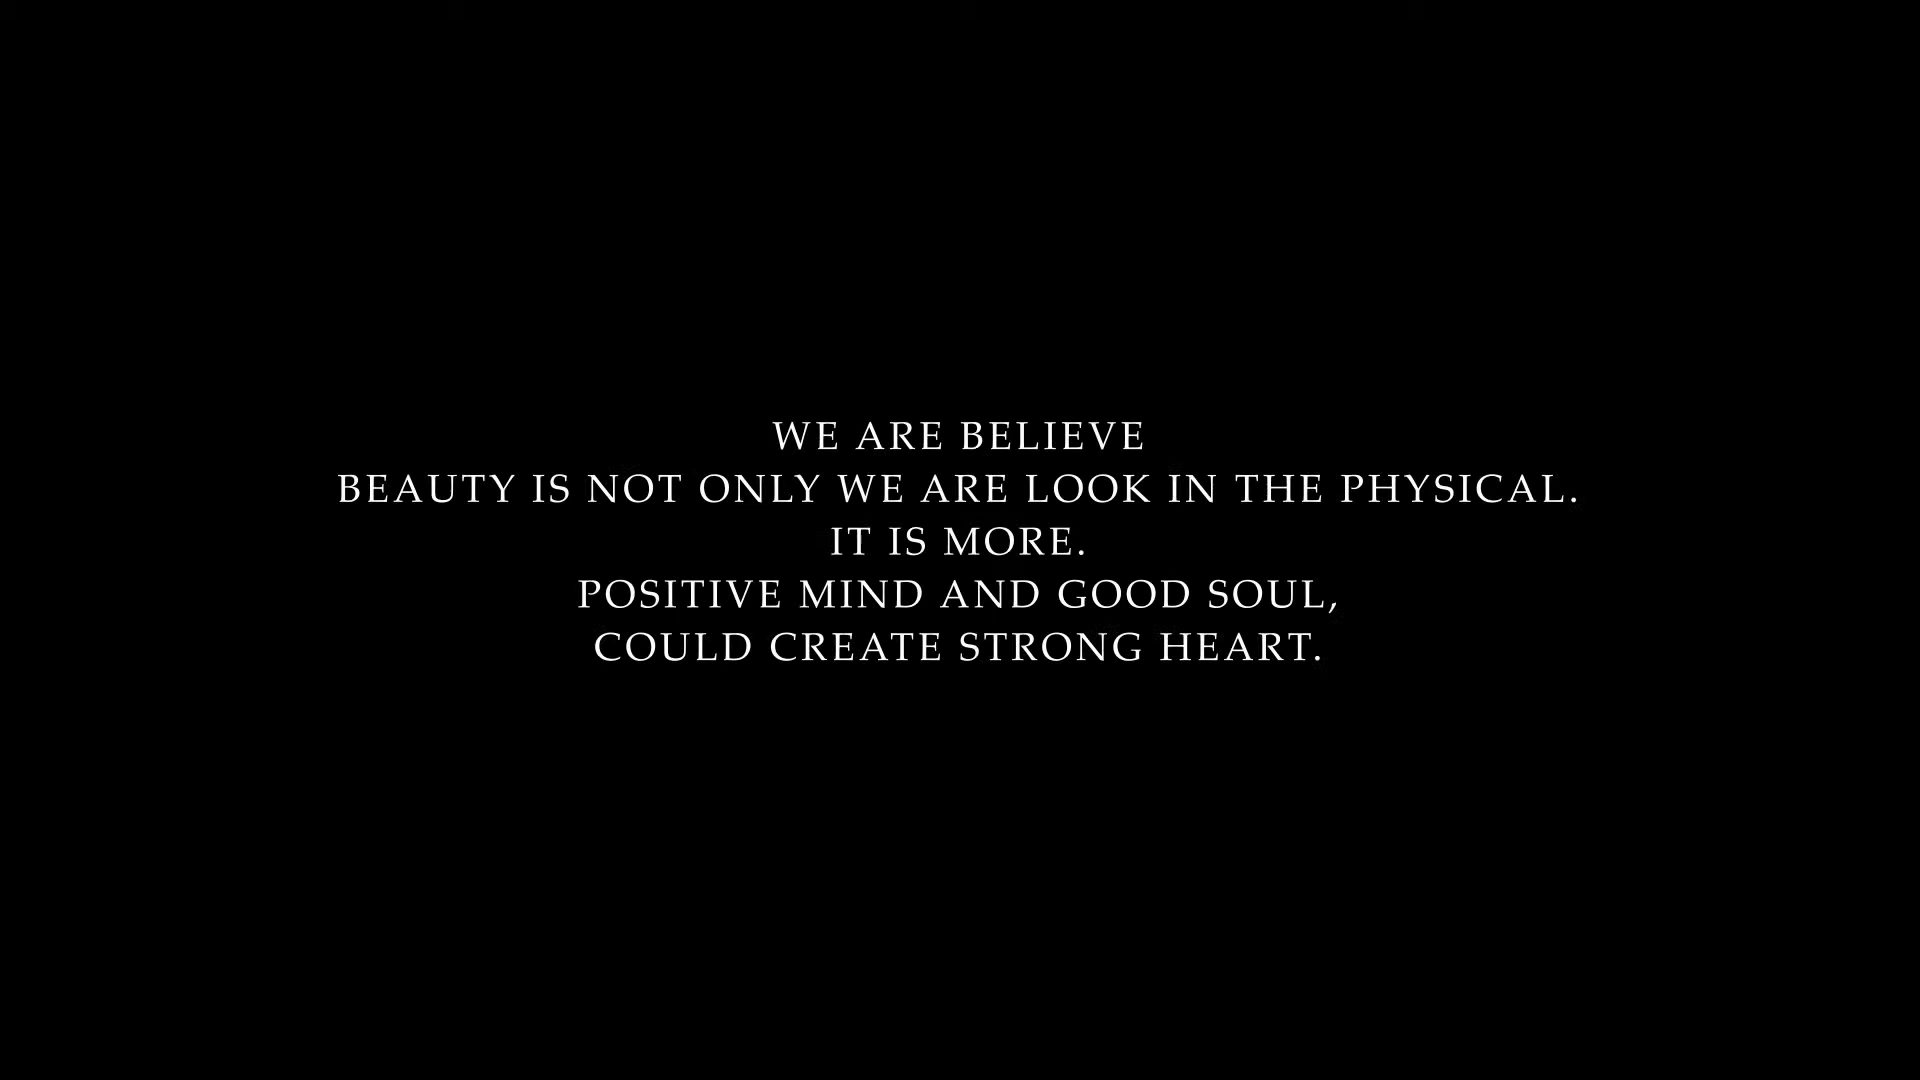 WE ARE BELIEVE
BEAUTY IS NOT ONLY WE ARE LOOK IN THE PHYSICAL.
IT IS MORE.
POSITIVE MIND AND GOOD SOUL,
COULD CREATE STRONG HEART.